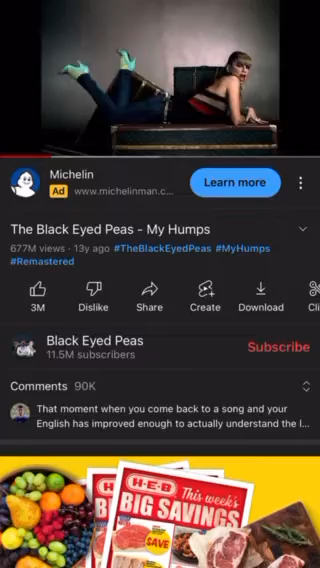 Michelin
Ad www.michelinman.c...
Learn more
The Black Eyed Peas - My Humps
677M views · 13y ago #TheBlackEyedPeas #MyHumps
#Remastered
3M Dislike Share Create Download Cli
Black Eyed Peas
11.5M subscribers
Subscribe
Comments 90K
That moment when you come back to a song and your
English has improved enough to actually understand the l...
H-E-B
H-E-B
This week's
BIG SAVINGS
BIG
SAVE